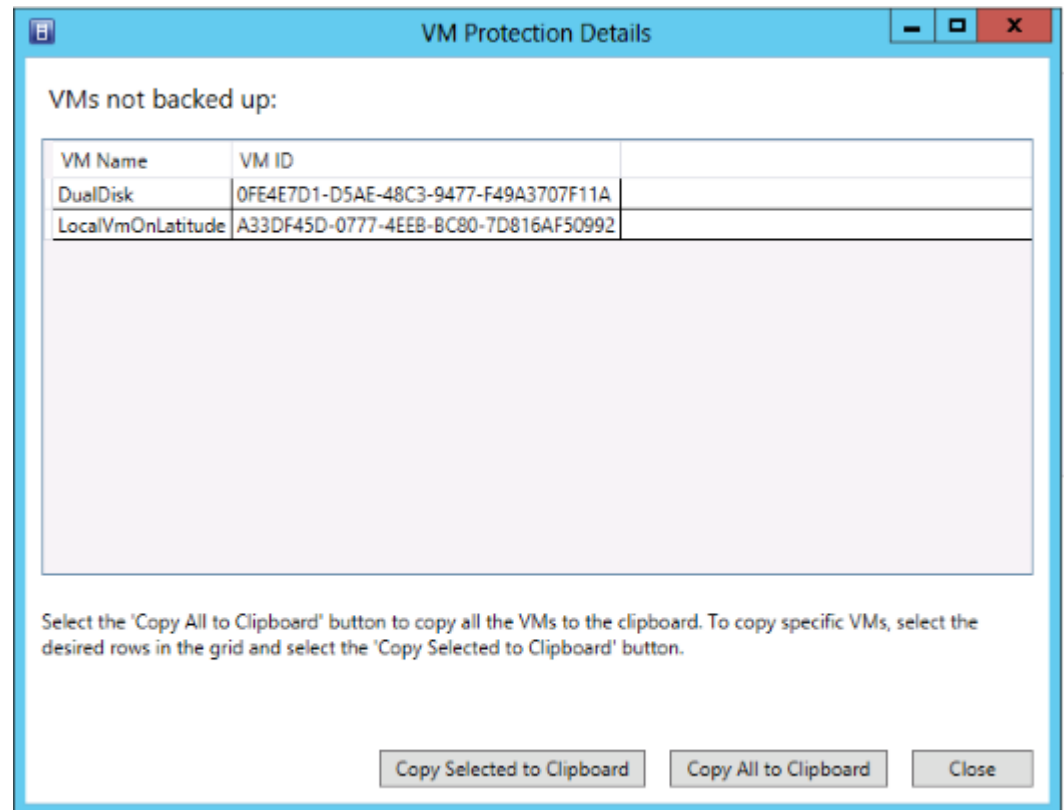 VM Protection Details
VMs not backed up:
VM Name VM ID
DualDisk 0FE4E7D1-D5AE-48C3-9477-F49A3707F11A
LocalVmOnLatitude A33DF45D-0777-4EEB-BC80-7D816AF50992
Select the 'Copy All to Clipboard' button to copy all the VMs to the clipboard. To copy specific VMs, select the
desired rows in the grid and select the 'Copy Selected to Clipboard' button.
Copy Selected to Clipboard Copy All to Clipboard Close